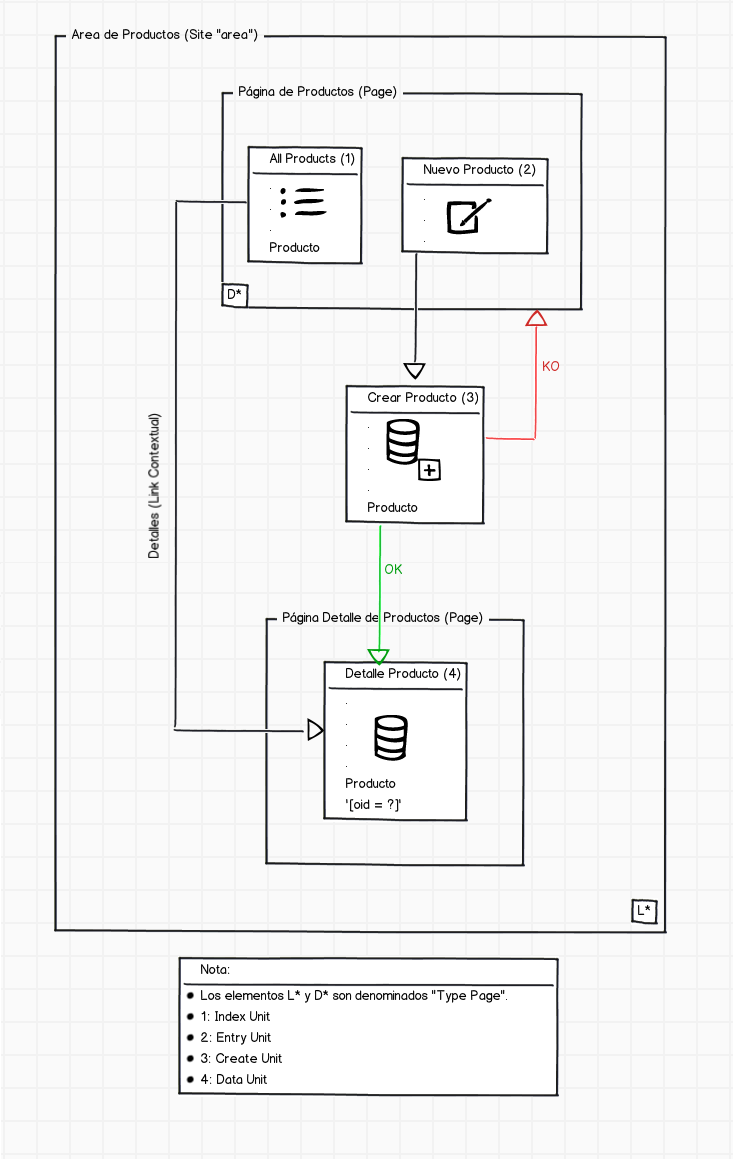 Area de Productos (Site "area")
Página de Productos (Page)
All Products (1)
Producto
Nuevo Producto (2)
D*
KO
Crear Producto (3)
Producto
Detalles (Link Contextual)
OK
Página Detalle de Productos (Page)
Detalle Producto (4)
Producto
'[oid = ?]'
L*
Nota:
● Los elementos L* y D* son denominados "Type Page".
● 1: Index Unit
● 2: Entry Unit
● 3: Create Unit
● 4: Data Unit